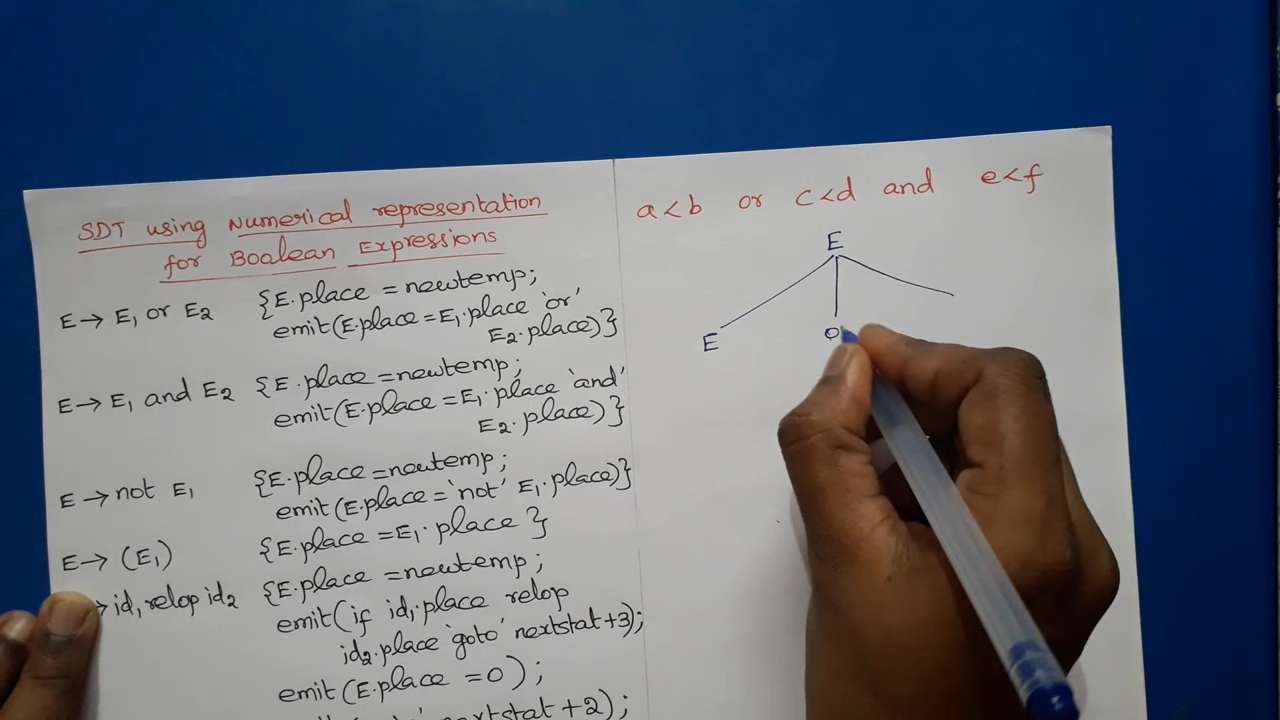 SDT using Numerical representation
for Boolean Expressions
E → E₁ or E₂ {E.place = newtemp;
emit(E.place = E₁.place 'or'
E₂.place)}
E → E₁ and E₂ {E.place = newtemp;
emit(E.place = E₁.place 'and'
E₂.place)}
E → not E₁ {E.place = newtemp;
emit(E.place = 'not' E₁.place)}
E → (E₁) {E.place = E₁.place}
→ id₁ relop id₂ {E.place = newtemp;
emit(if id₁.place relop
id₂.place 'goto' nextstat+3);
emit(E.place = 0);
nextstat + 2);
a < b or c < d and e < f
E
E o